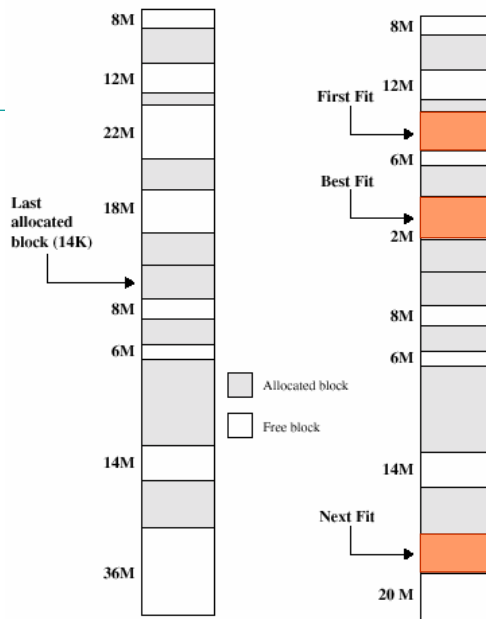 8M
12M
22M
18M
Last
allocated
block (14K)
8M
6M
Allocated block
Free block
14M
36M
8M
12M
First Fit
6M
Best Fit
2M
8M
6M
14M
Next Fit
20 M